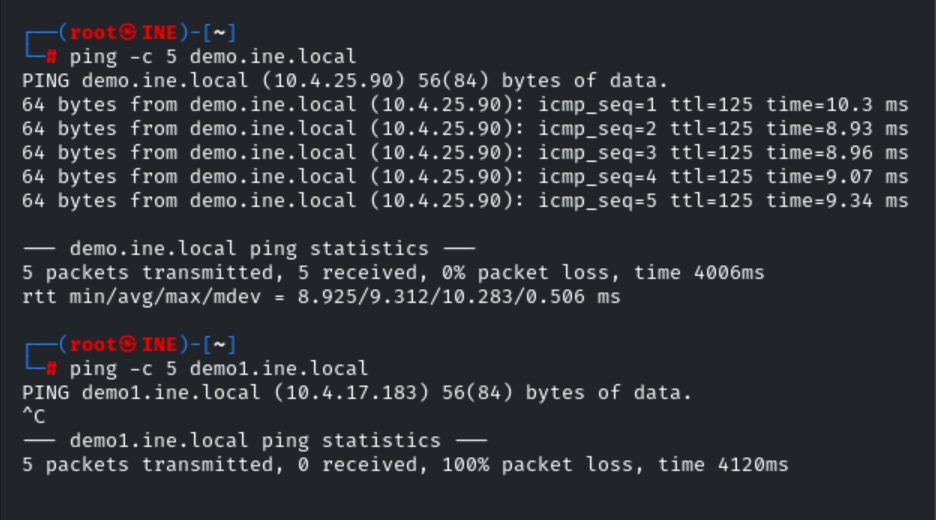 ┌──(root㉿INE)-[~]
└─# ping -c 5 demo.ine.local
PING demo.ine.local (10.4.25.90) 56(84) bytes of data.
64 bytes from demo.ine.local (10.4.25.90): icmp_seq=1 ttl=125 time=10.3 ms
64 bytes from demo.ine.local (10.4.25.90): icmp_seq=2 ttl=125 time=8.93 ms
64 bytes from demo.ine.local (10.4.25.90): icmp_seq=3 ttl=125 time=8.96 ms
64 bytes from demo.ine.local (10.4.25.90): icmp_seq=4 ttl=125 time=9.07 ms
64 bytes from demo.ine.local (10.4.25.90): icmp_seq=5 ttl=125 time=9.34 ms
--- demo.ine.local ping statistics ---
5 packets transmitted, 5 received, 0% packet loss, time 4006ms
rtt min/avg/max/mdev = 8.925/9.312/10.283/0.506 ms
┌──(root㉿INE)-[~]
└─# ping -c 5 demo1.ine.local
PING demo1.ine.local (10.4.17.183) 56(84) bytes of data.
^C
--- demo1.ine.local ping statistics ---
5 packets transmitted, 0 received, 100% packet loss, time 4120ms